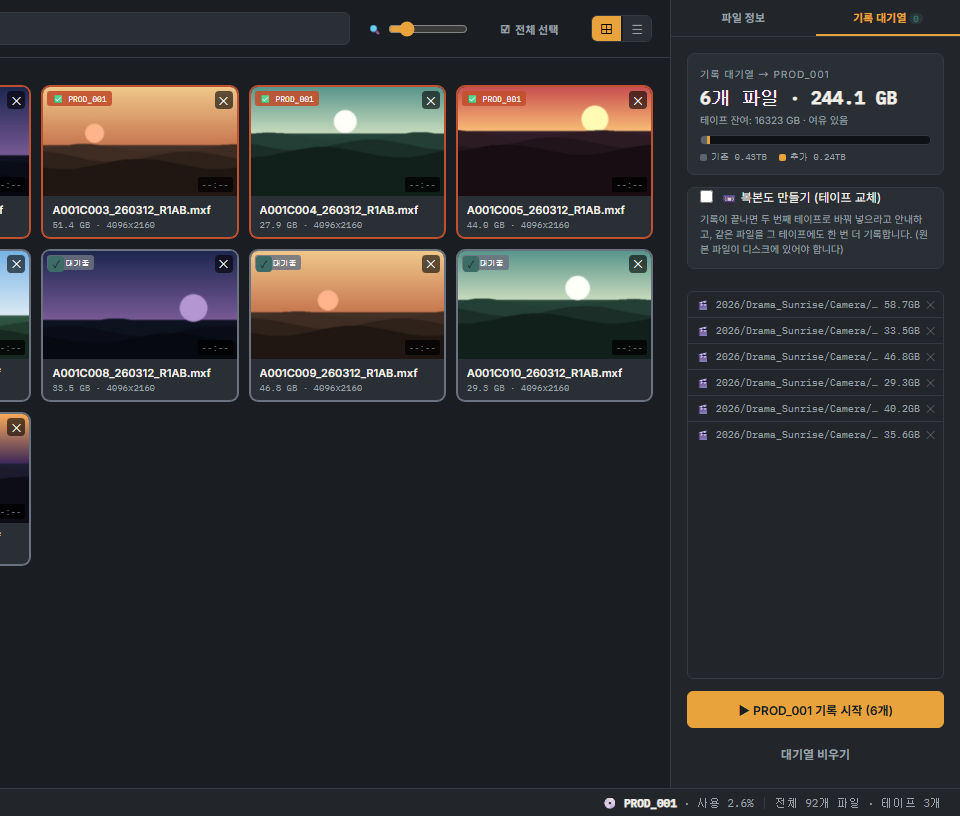 전체 선택
PROD_001
A001C003_260312_R1AB.mxf
51.4 GB · 4096x2160
PROD_001
A001C004_260312_R1AB.mxf
27.9 GB · 4096x2160
PROD_001
A001C005_260312_R1AB.mxf
44.0 GB · 4096x2160
--:--
--:--
--:--
대기중
A001C008_260312_R1AB.mxf
33.5 GB · 4096x2160
대기중
A001C009_260312_R1AB.mxf
46.8 GB · 4096x2160
대기중
A001C010_260312_R1AB.mxf
29.3 GB · 4096x2160
--:--
--:--
--:--
파일 정보
기록 대기열 6
기록 대기열 → PROD_001
6개 파일 · 244.1 GB
테이프 잔여: 16323 GB · 여유 있음
기존 0.43TB 추가 0.24TB
복본도 만들기 (테이프 교체)
기록이 끝나면 두 번째 테이프로 바꿔 넣으라고 안내하
고, 같은 파일을 그 테이프에도 한 번 더 기록합니다. (원
본 파일이 디스크에 있어야 합니다)
2026/Drama_Sunrise/Camera/… 58.7GB
2026/Drama_Sunrise/Camera/… 33.5GB
2026/Drama_Sunrise/Camera/… 46.8GB
2026/Drama_Sunrise/Camera/… 29.3GB
2026/Drama_Sunrise/Camera/… 40.2GB
2026/Drama_Sunrise/Camera/… 35.6GB
▶ PROD_001 기록 시작 (6개)
대기열 비우기
PROD_001 · 사용 2.6% 전체 92개 파일 · 테이프 3개